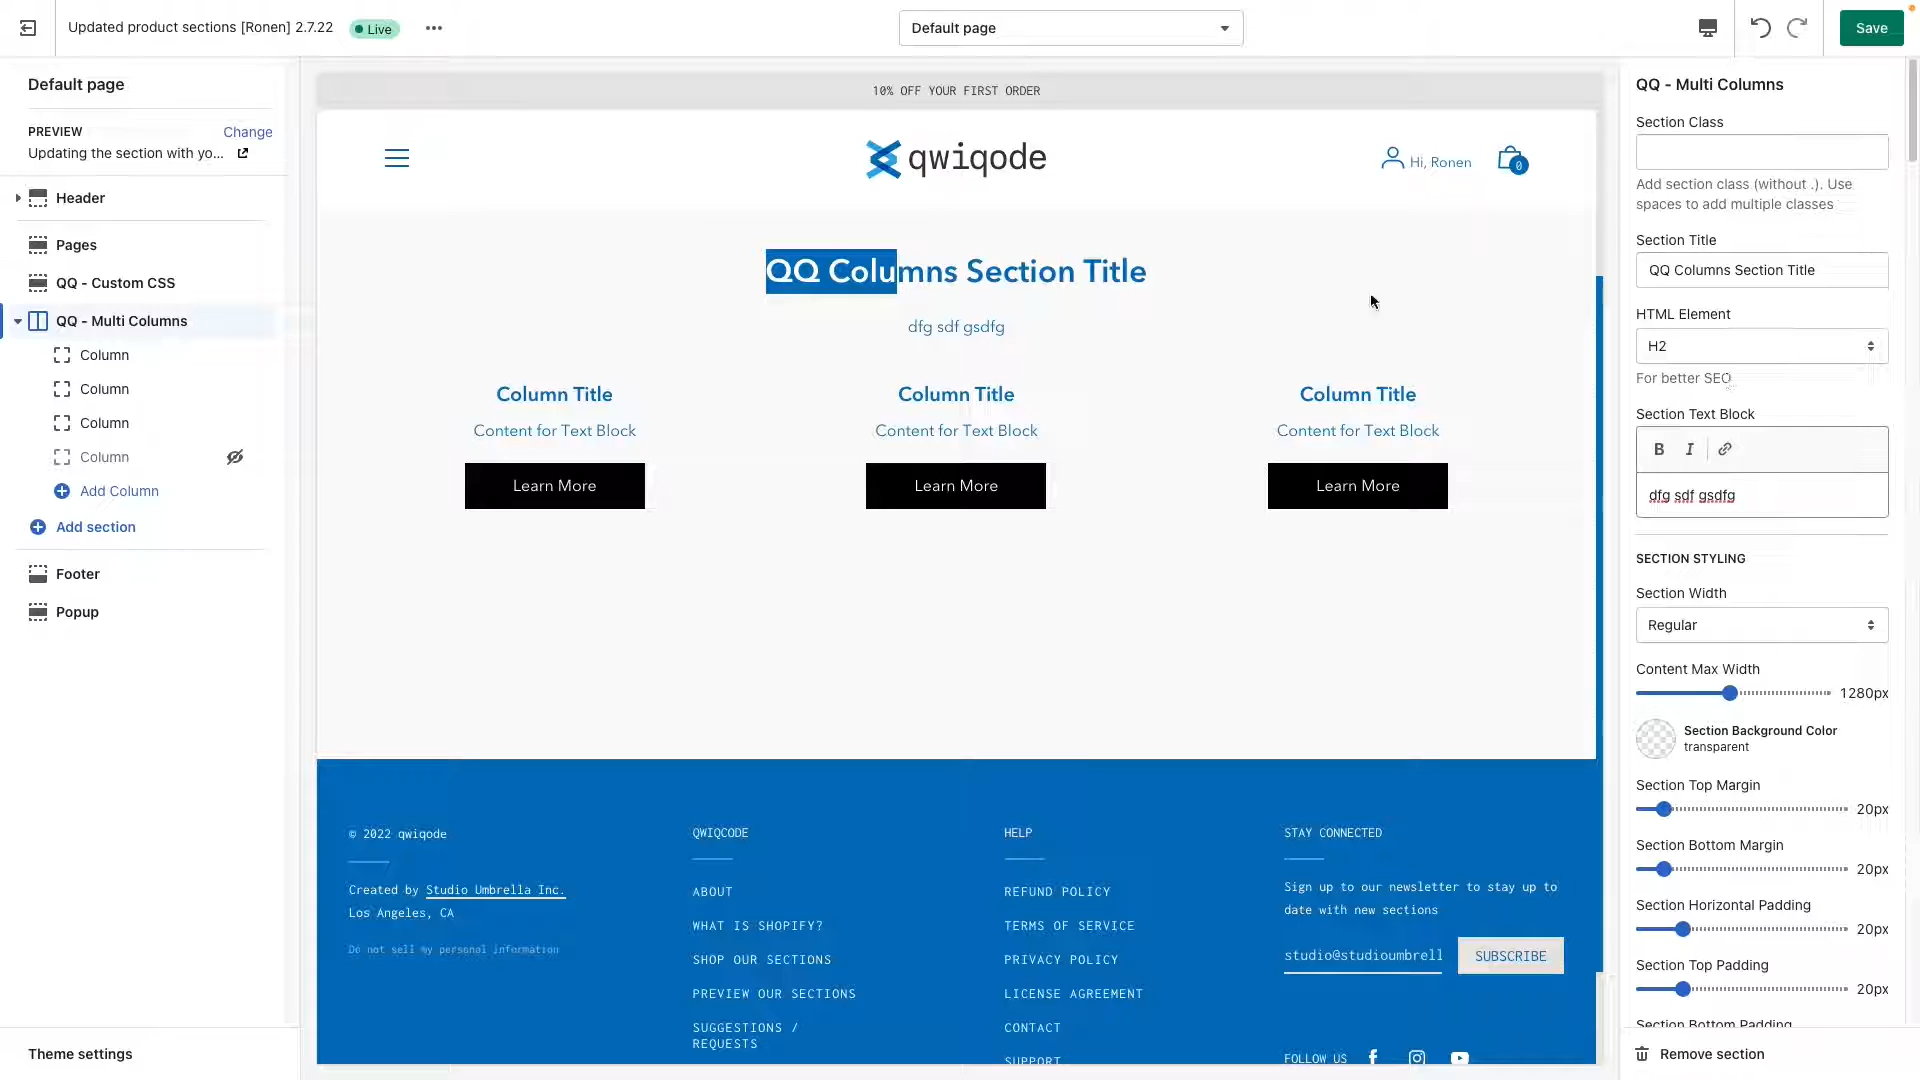 Updated product sections [Ronen] 2.7.22
Live
Default page
Save
Default page
PREVIEW
Change
Updating the section with yo...
Header
Pages
QQ - Custom CSS
QQ - Multi Columns
Column
Column
Column
Column
Add Column
Add section
Footer
Popup
Theme settings
10% OFF YOUR FIRST ORDER
qwiqode
Hi, Ronen
0
QQ Columns Section Title
dfg sdf gsdfg
Column Title
Content for Text Block
Learn More
Column Title
Content for Text Block
Learn More
Column Title
Content for Text Block
Learn More
© 2022 qwiqode
Created by Studio Umbrella Inc.
Los Angeles, CA
Do not sell my personal information
QWIQCODE
ABOUT
WHAT IS SHOPIFY?
SHOP OUR SECTIONS
PREVIEW OUR SECTIONS
SUGGESTIONS /
REQUESTS
HELP
REFUND POLICY
TERMS OF SERVICE
PRIVACY POLICY
LICENSE AGREEMENT
CONTACT
SUPPORT
STAY CONNECTED
Sign up to our newsletter to stay up to
date with new sections
studio@studioumbrell
SUBSCRIBE
FOLLOW US
QQ - Multi Columns
Section Class
Add section class (without .). Use
spaces to add multiple classes
Section Title
QQ Columns Section Title
HTML Element
H2
For better SEO
Section Text Block
B I
dfg sdf gsdfg
SECTION STYLING
Section Width
Regular
Content Max Width
1280px
Section Background Color
transparent
Section Top Margin
20px
Section Bottom Margin
20px
Section Horizontal Padding
20px
Section Top Padding
20px
Section Bottom Padding
Remove section